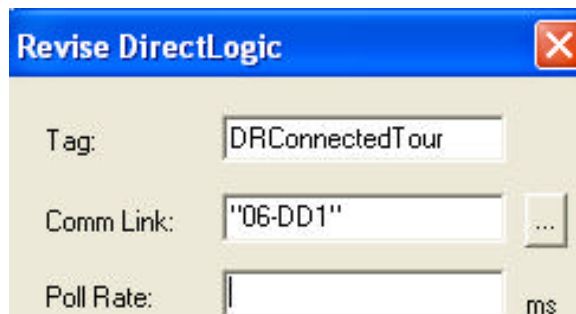 Revise DirectLogic
Tag: DRConnectedTour
Comm Link: "06-DD1" ...
Poll Rate: ms